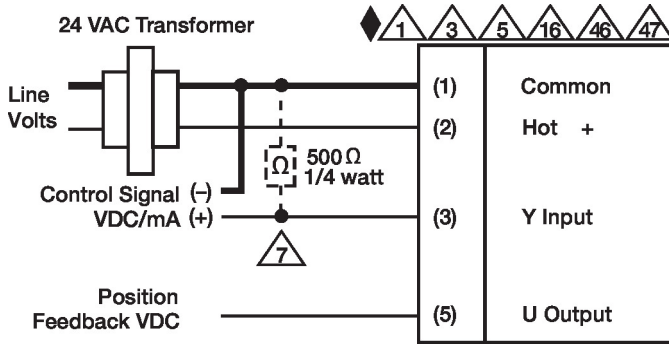 24 VAC Transformer
1 3 5 16 46 47
Line
Volts
(1) Common
(2) Hot +
Ω 500 Ω
1/4 watt
Control Signal (–)
VDC/mA (+)
(3) Y Input
7
Position
Feedback VDC
(5) U Output